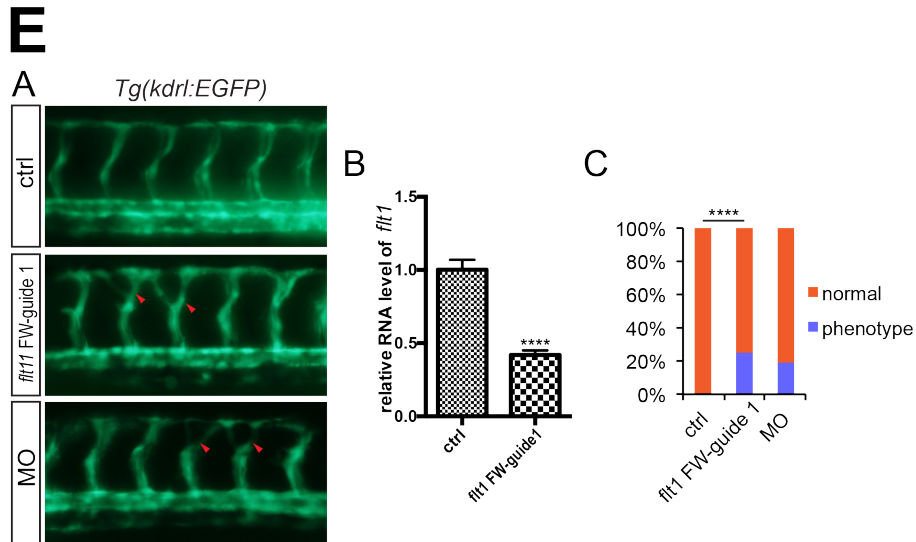 E
A
Tg(kdrl:EGFP)
ctrl
flt11 FW-guide 1
MO
B
relative RNA level of flt1
1.5
1.0
0.5
0.0
****
ctrl
flt1 FW-guide1
C
****
100%
80%
60%
40%
20%
0%
ctrl
flt1 FW-guide 1
MO
normal
phenotype